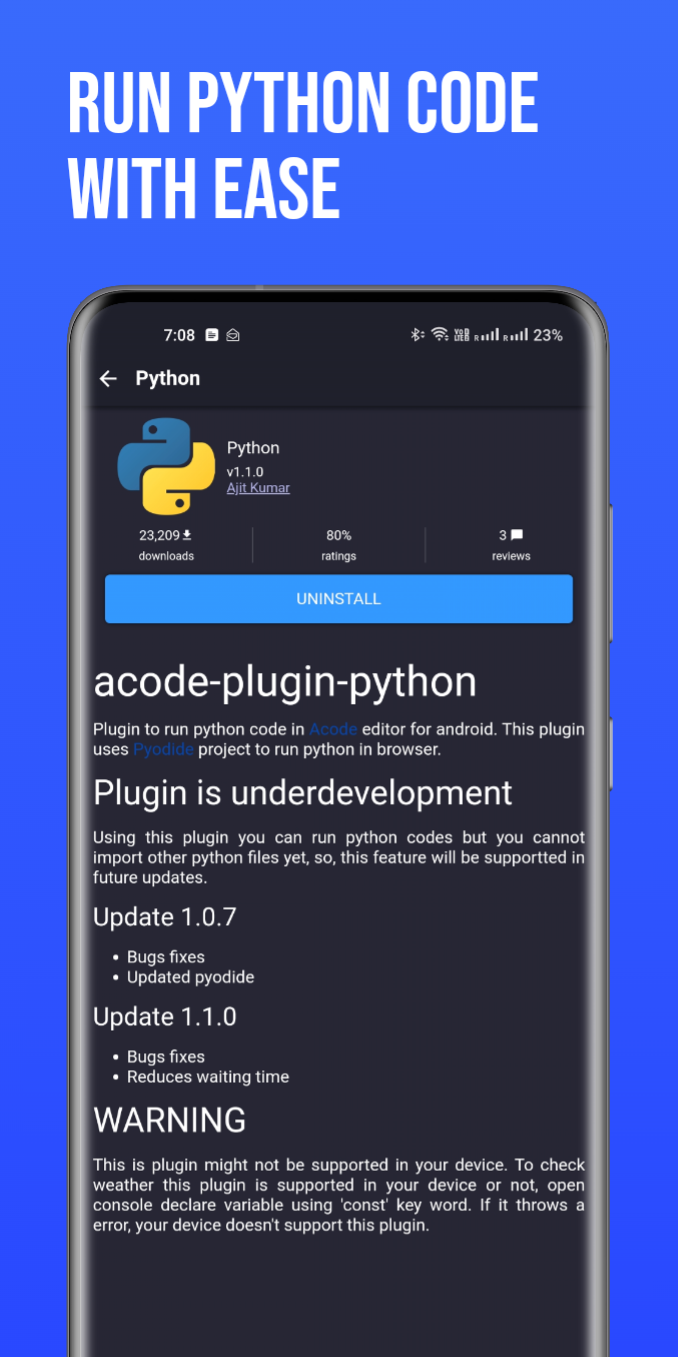 RUN PYTHON CODE
WITH EASE
7:08
23%
Python
Python
v1.1.0
Ajit Kumar
23,209
80%
3
downloads
ratings
reviews
UNINSTALL
acode-plugin-python
Plugin to run python code in Acode editor for android. This plugin
uses Pyodide project to run python in browser.
Plugin is underdevelopment
Using this plugin you can run python codes but you cannot
import other python files yet, so, this feature will be supportted in
future updates.
Update 1.0.7
• Bugs fixes
• Updated pyodide
Update 1.1.0
• Bugs fixes
• Reduces waiting time
WARNING
This is plugin might not be supported in your device. To check
weather this plugin is supported in your device or not, open
console declare variable using 'const' key word. If it throws a
error, your device doesn't support this plugin.